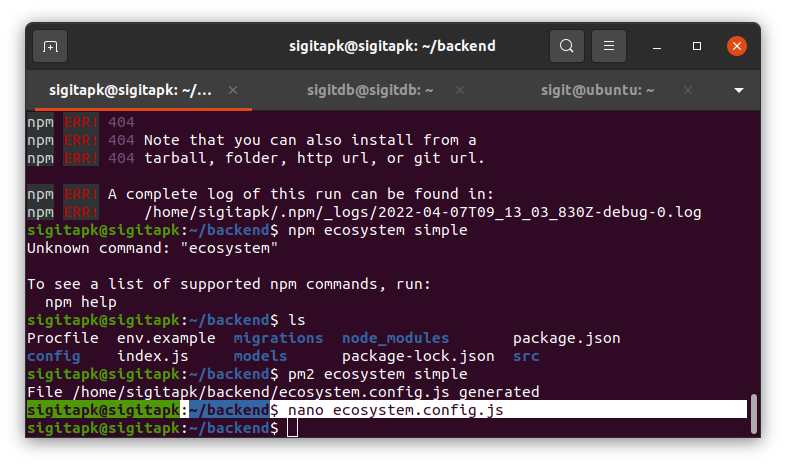 sigitapk@sigitapk: ~/backend
sigitapk@sigitapk: ~/... × sigitdb@sigitdb: ~ × sigit@ubuntu: ~ ×
npm ERR! 404
npm ERR! 404 Note that you can also install from a
npm ERR! 404 tarball, folder, http url, or git url.
npm ERR! A complete log of this run can be found in:
npm ERR!     /home/sigitapk/.npm/_logs/2022-04-07T09_13_03_830Z-debug-0.log
sigitapk@sigitapk:~/backend$ npm ecosystem simple
Unknown command: "ecosystem"
To see a list of supported npm commands, run:
  npm help
sigitapk@sigitapk:~/backend$ ls
Procfile  env.example  migrations  node_modules       package.json
config    index.js     models      package-lock.json  src
sigitapk@sigitapk:~/backend$ pm2 ecosystem simple
File /home/sigitapk/backend/ecosystem.config.js generated
sigitapk@sigitapk:~/backend$ nano ecosystem.config.js
sigitapk@sigitapk:~/backend$